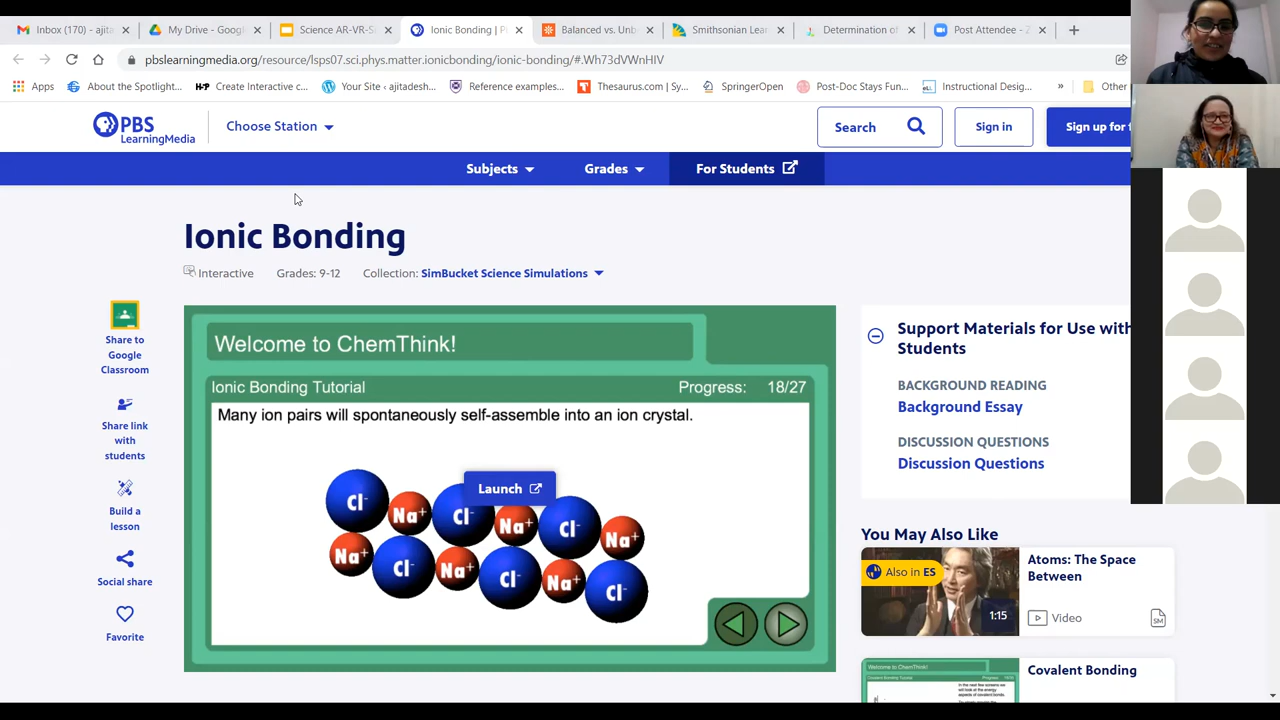 Inbox (170) - ajita
My Drive - Goog
Science AR-VR-S
Ionic Bonding | P
Balanced vs. Unb
Smithsonian Lear
Determination of
Post Attendee - Z
pbslearningmedia.org/resource/lsps07.sci.phys.matter.ionicbonding/ionic-bonding/#.Wh73dVWnHIV
Apps
About the Spotligh...
H+P
Create Interactive c...
Your Site ‹ ajitadesh...
Reference examples...
Thesaurus.com | Sy...
SpringerOpen
Post-Doc Stays Fun...
Instructional Desig...
»
Other
PBS
LearningMedia
Choose Station
Search
Sign in
Sign up for f
Subjects
Grades
For Students
Ionic Bonding
Interactive
Grades: 9-12
Collection: SimBucket Science Simulations
Share to
Google
Classroom
Share link
with
students
Build a
lesson
Social share
Favorite
Welcome to ChemThink!
Ionic Bonding Tutorial
Progress: 18/27
Many ion pairs will spontaneously self-assemble into an ion crystal.
Cl- Na+ Cl- Na+ Cl- Na+
Na+ Cl- Na+ Cl- Na+ Cl-
Launch
Support Materials for Use with
Students
BACKGROUND READING
Background Essay
DISCUSSION QUESTIONS
Discussion Questions
You May Also Like
Also in ES
1:15
Atoms: The Space
Between
Video
SM
Welcome to ChemThink!
Covalent Bonding